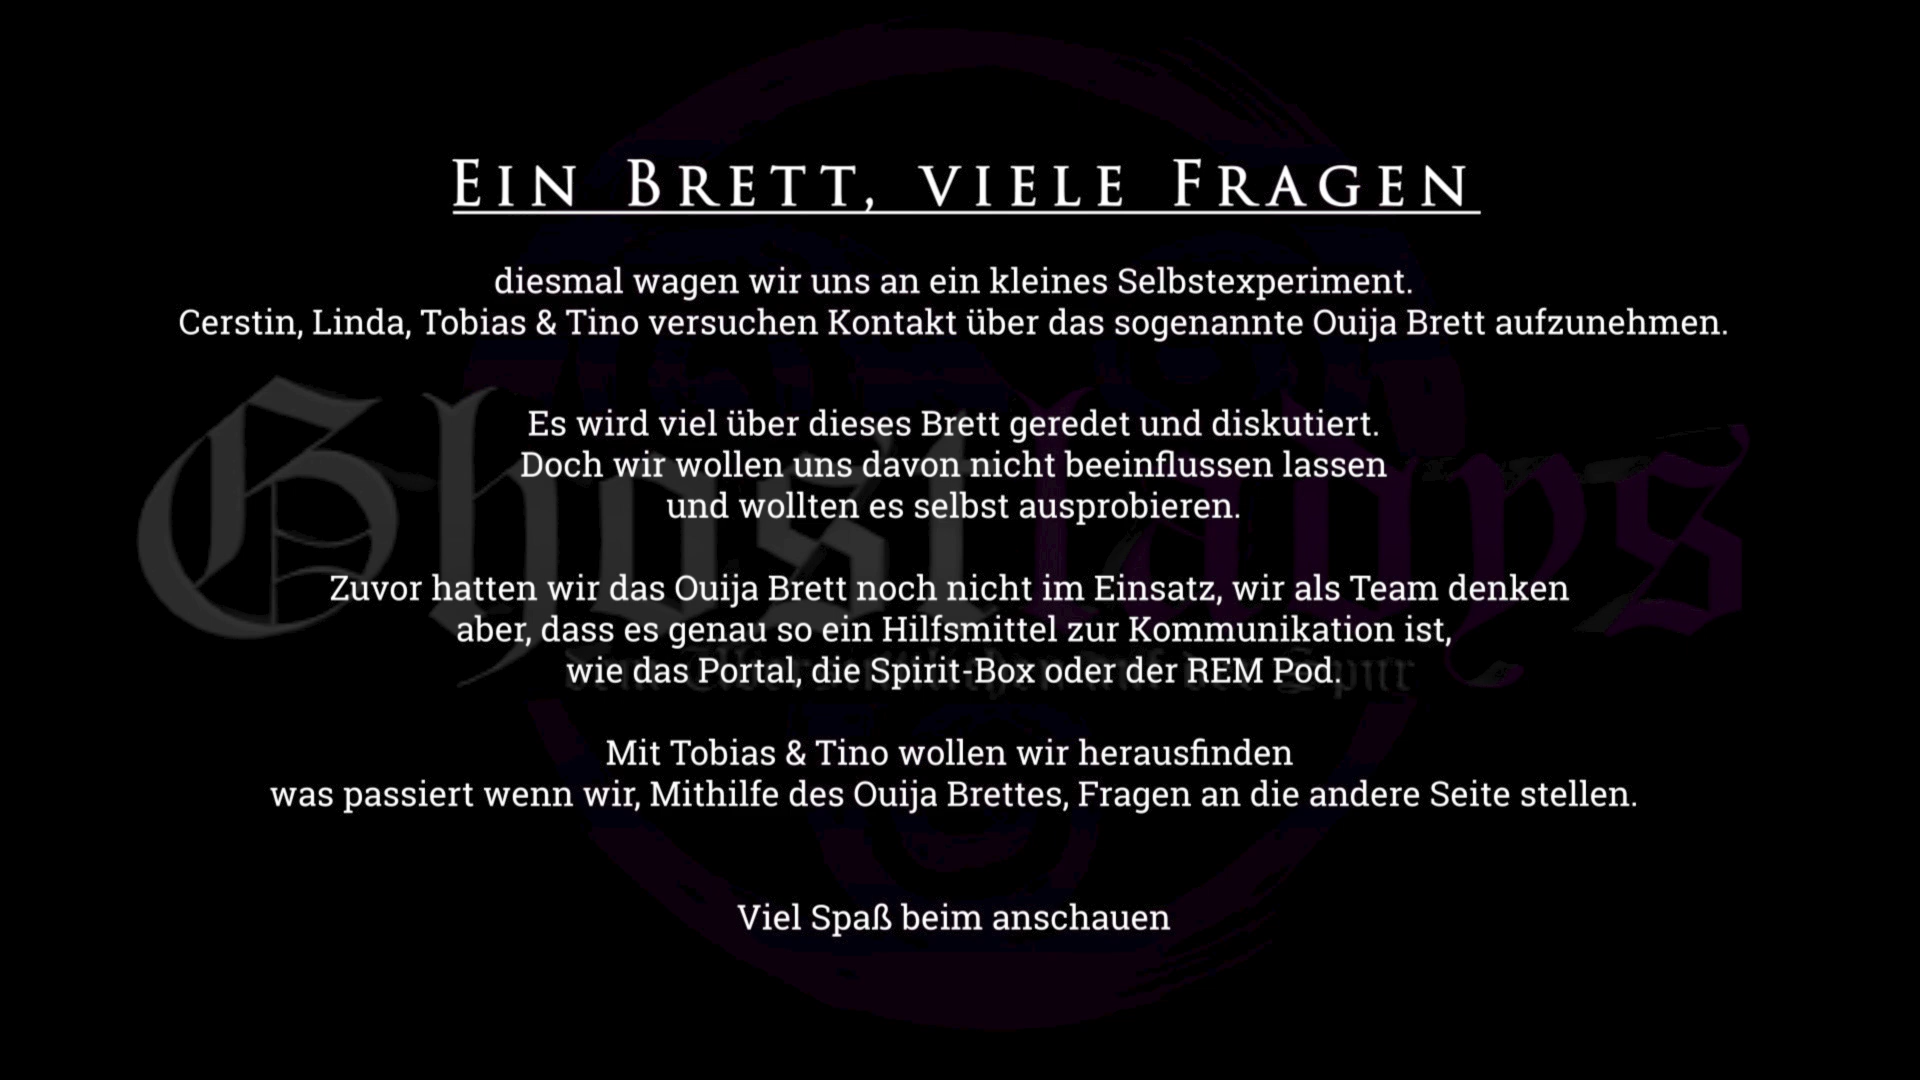 Ein Brett, viele Fragen
diesmal wagen wir uns an ein kleines Selbstexperiment.
Cerstin, Linda, Tobias & Tino versuchen Kontakt über das sogenannte Ouija Brett aufzunehmen.
Es wird viel über dieses Brett geredet und diskutiert.
Doch wir wollen uns davon nicht beeinflussen lassen
und wollten es selbst ausprobieren.
Zuvor hatten wir das Ouija Brett noch nicht im Einsatz, wir als Team denken
aber, dass es genau so ein Hilfsmittel zur Kommunikation ist,
wie das Portal, die Spirit-Box oder der REM Pod.
Mit Tobias & Tino wollen wir herausfinden
was passiert wenn wir, Mithilfe des Ouija Brettes, Fragen an die andere Seite stellen.
Viel Spaß beim anschauen
Ghostladys